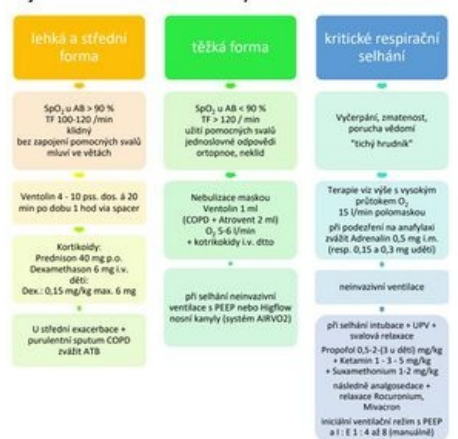 lehká a střední
forma
SpO₂ u AB > 90 %
TF 100-120 /min
klidný
bez zapojení pomocných svalů
mluví ve větách
Ventolin 4 - 10 pss. dos. á 20
min po dobu 1 hod via spacer
Kortikoidy:
Prednison 40 mg p.o.
Dexamethason 6 mg i.v.
děti:
Dex.: 0,15 mg/kg max. 6 mg
U střední exacerbace +
purulentní sputum COPD
zvážit ATB
těžká forma
SpO₂ u AB < 90 %
TF > 120 / min
užití pomocných svalů
jednoslovné odpovědi
ortopnoe, neklid
Nebulizace maskou
Ventolin 1 ml
(COPD + Atrovent 2 ml)
O₂ 5-6 l/min
+ kotrikokidy i.v. dtto
při selhání neinvazivní
ventilace s PEEP nebo Higflow
nosní kanyly (systém AIRVO2)
kritické respirační
selhání
Vyčerpání, zmatenost,
porucha vědomí
"tichý hrudník"
Terapie viz výše s vysokým
průtokem O₂
15 l/min polomaskou
při podezření na anafylaxi
zvážit Adrenalin 0,5 mg i.m.
(resp. 0,15 a 0,3 mg u dětí)
neinvazivní ventilace
při selhání intubace + UPV +
svalová relaxace
Propofol 0,5-2-(3 u dětí) mg/kg
+ Ketamin 1 - 3 - 5 mg/kg
+ Suxamethonium 1-2 mg/kg
následně analgosedace +
relaxace Rocuronium,
Mivacron
iniciální ventilační režim s PEEP
a I : E 1 : 4 až 8 (manuálně)